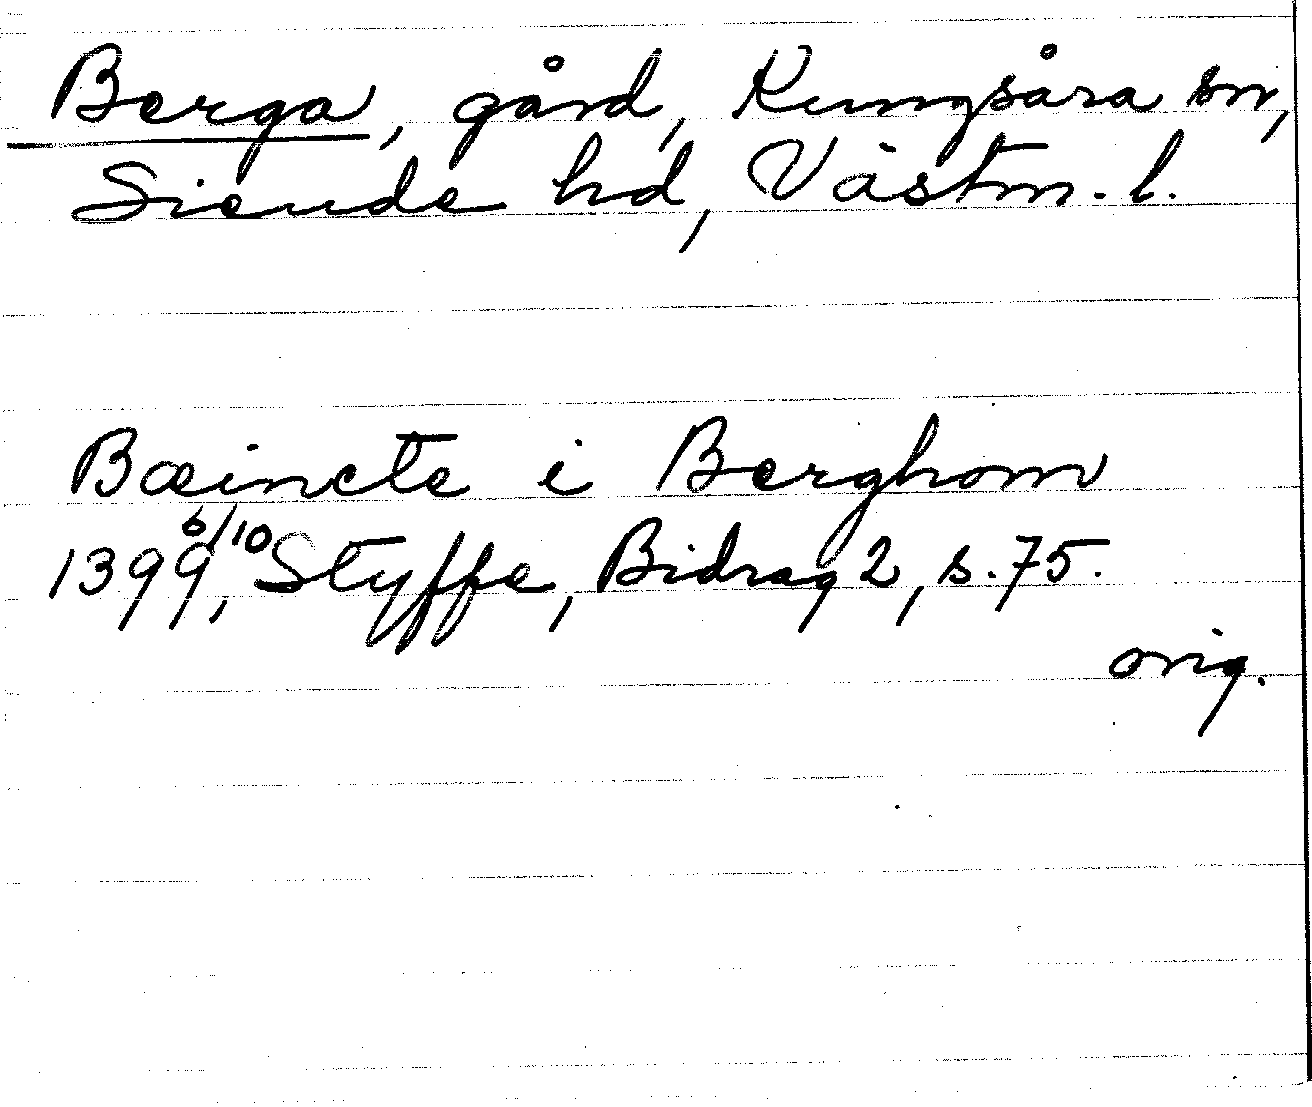 Berga, gård, Kungsåra sn,
Siende hd, Västm. l.
Bæincte i Berghom
1399 6/10, Styffe, Bidrag 2, s. 75.
orig.